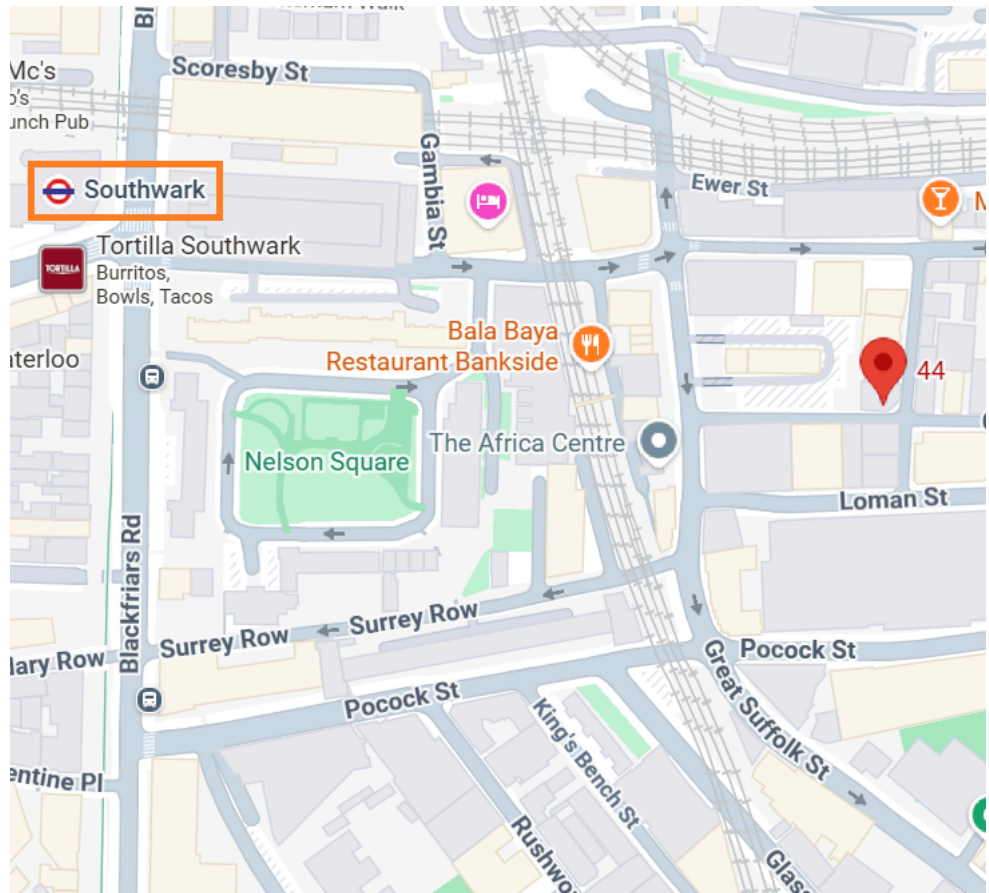 Bl
Scoresby St
Mc's
o's
unch Pub
Gambia St
Southwark
Ewer St
M
TORTILLA
Tortilla Southwark
Burritos,
Bowls, Tacos
Bala Baya
Restaurant Bankside
aterloo
44
The Africa Centre
Nelson Square
Loman St
Blackfriars Rd
Surrey Row
Surrey Row
lary Row
Pocock St
Great Suffolk St
Pocock St
King's Bench St
entine Pl
Rushwo
Glass